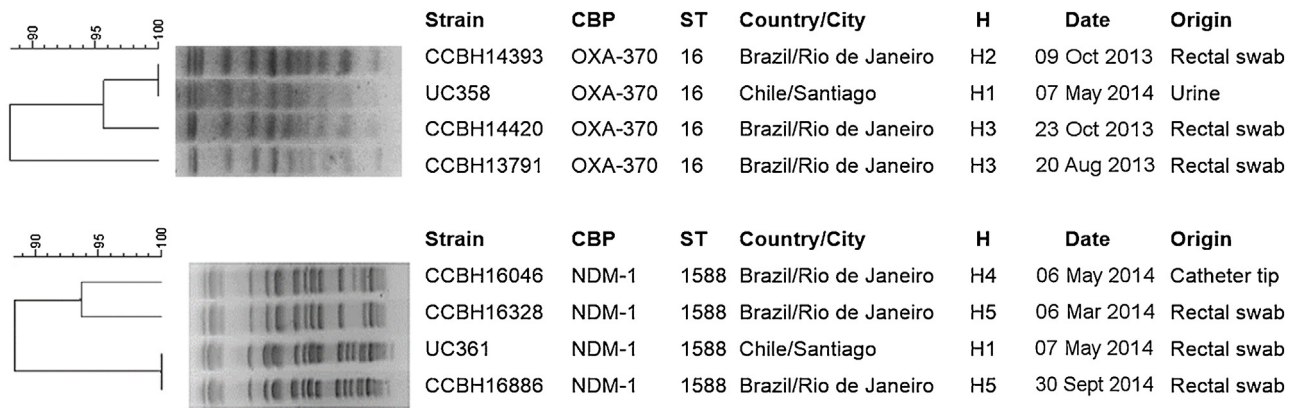 Strain CBP ST Country/City H Date Origin
90 95 100
CCBH14393 OXA-370 16 Brazil/Rio de Janeiro H2 09 Oct 2013 Rectal swab
UC358 OXA-370 16 Chile/Santiago H1 07 May 2014 Urine
CCBH14420 OXA-370 16 Brazil/Rio de Janeiro H3 23 Oct 2013 Rectal swab
CCBH13791 OXA-370 16 Brazil/Rio de Janeiro H3 20 Aug 2013 Rectal swab
Strain CBP ST Country/City H Date Origin
90 95 100
CCBH16046 NDM-1 1588 Brazil/Rio de Janeiro H4 06 May 2014 Catheter tip
CCBH16328 NDM-1 1588 Brazil/Rio de Janeiro H5 06 Mar 2014 Rectal swab
UC361 NDM-1 1588 Chile/Santiago H1 07 May 2014 Rectal swab
CCBH16886 NDM-1 1588 Brazil/Rio de Janeiro H5 30 Sept 2014 Rectal swab